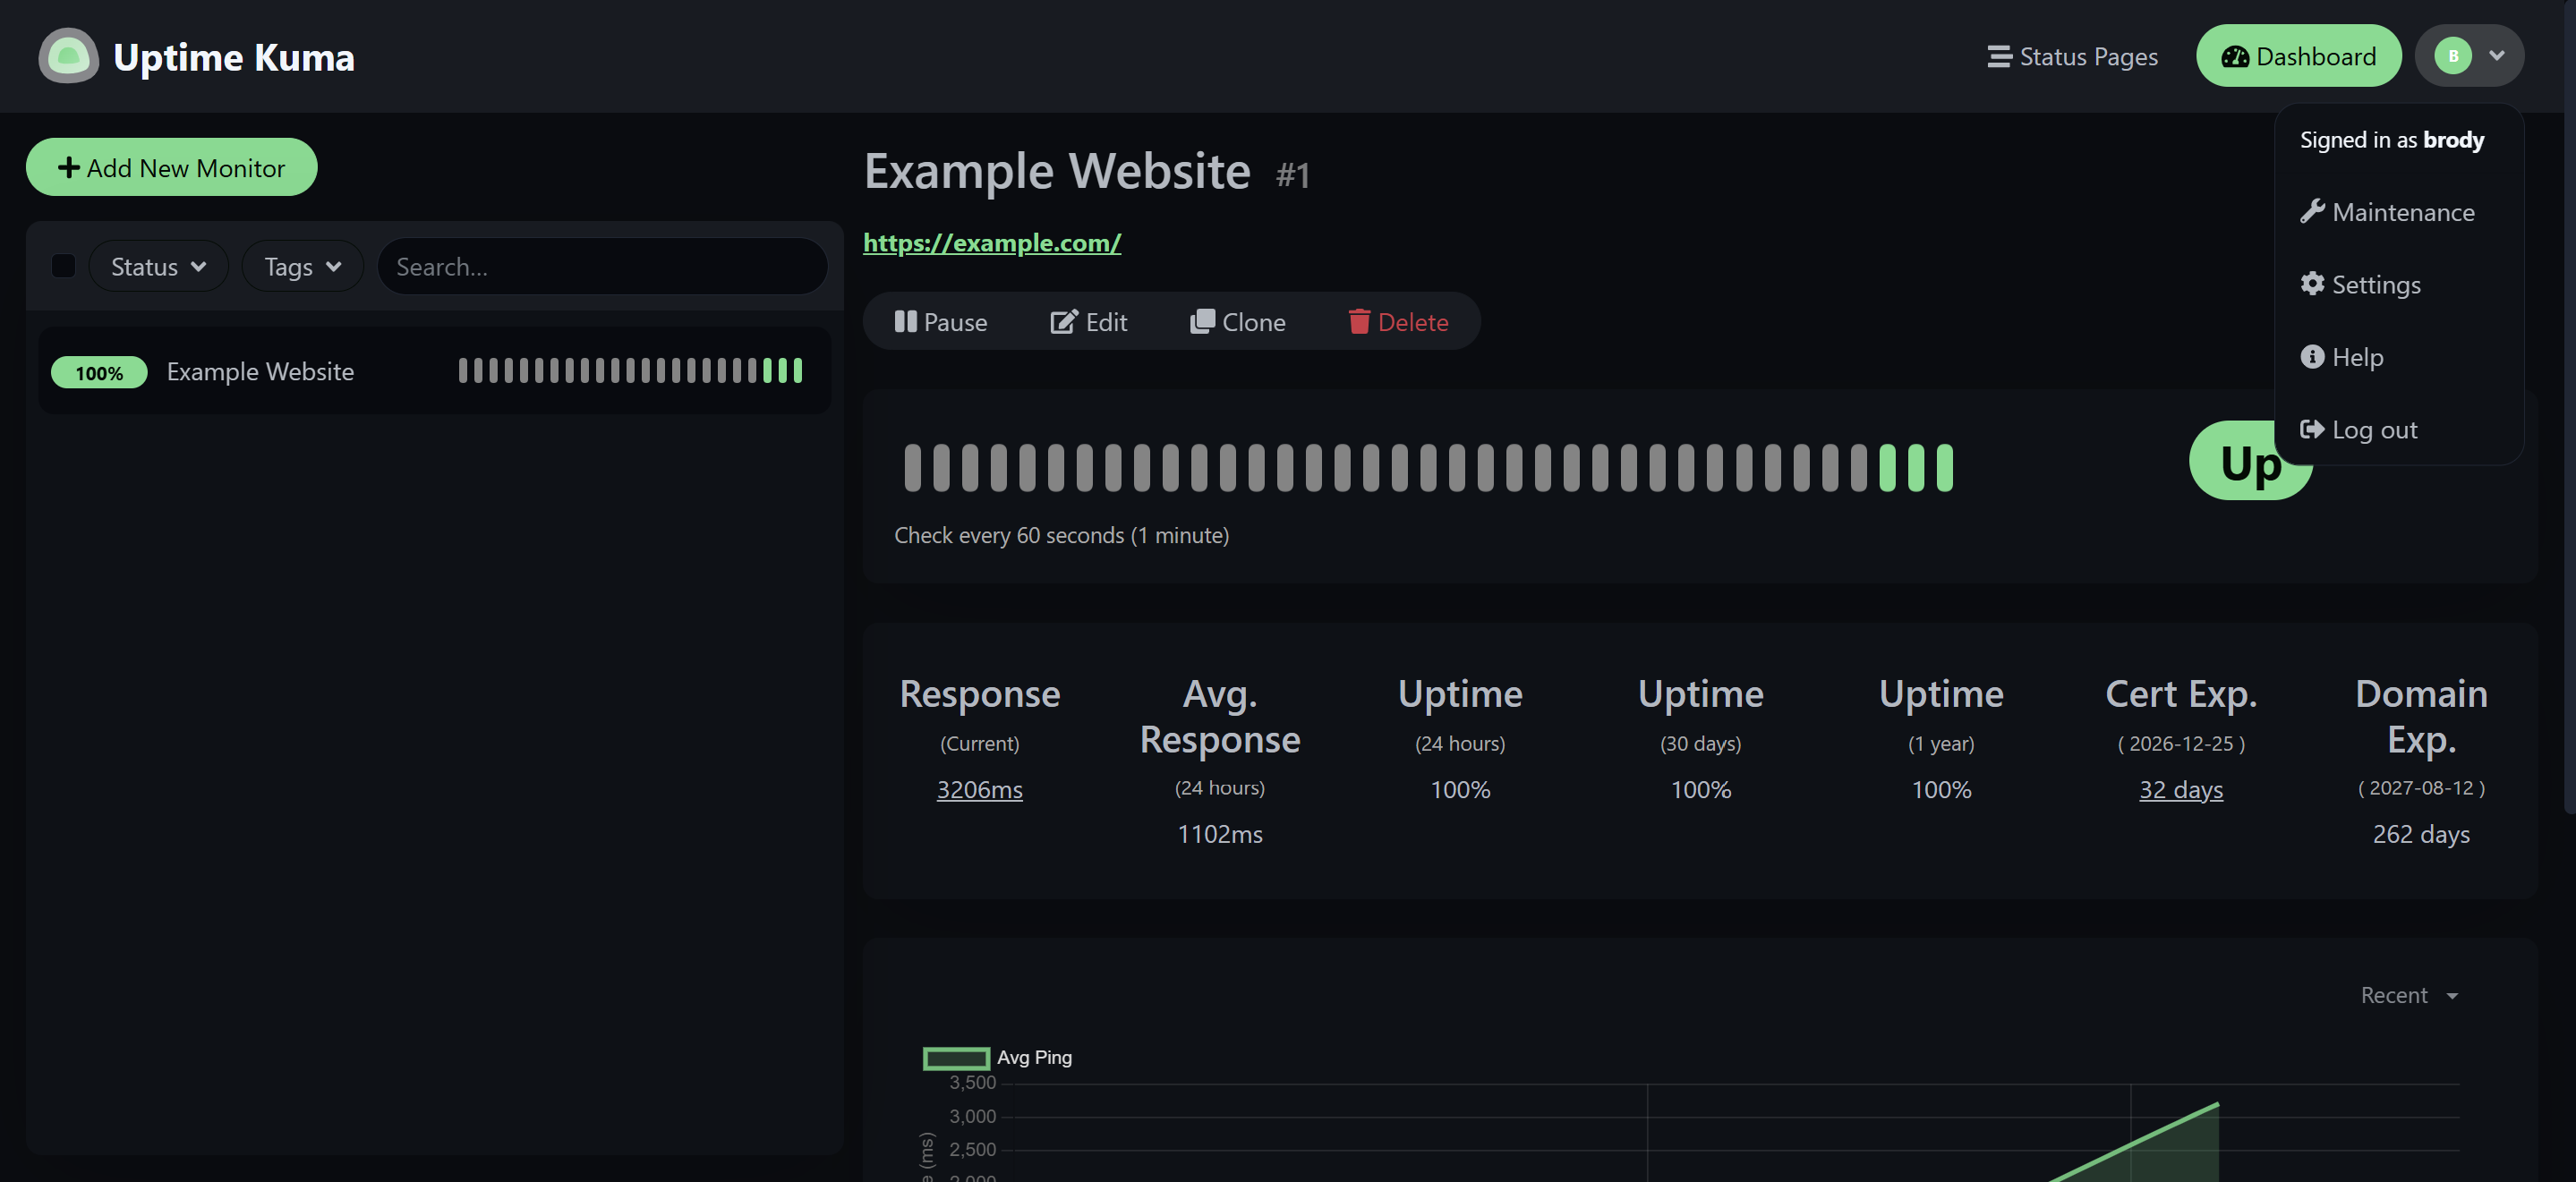 Uptime Kuma
Status Pages
Dashboard
B
Signed in as brody
Maintenance
Settings
Help
Log out
Add New Monitor
Status
Tags
Search...
100%
Example Website
Example Website #1
https://example.com/
Pause
Edit
Clone
Delete
Up
Check every 60 seconds (1 minute)
Response
(Current)
3206ms
Avg.
Response
(24 hours)
1102ms
Uptime
(24 hours)
100%
Uptime
(30 days)
100%
Uptime
(1 year)
100%
Cert Exp.
( 2026-12-25 )
32 days
Domain
Exp.
( 2027-08-12 )
262 days
Recent
Avg Ping
3,500
3,000
2,500
(ms)